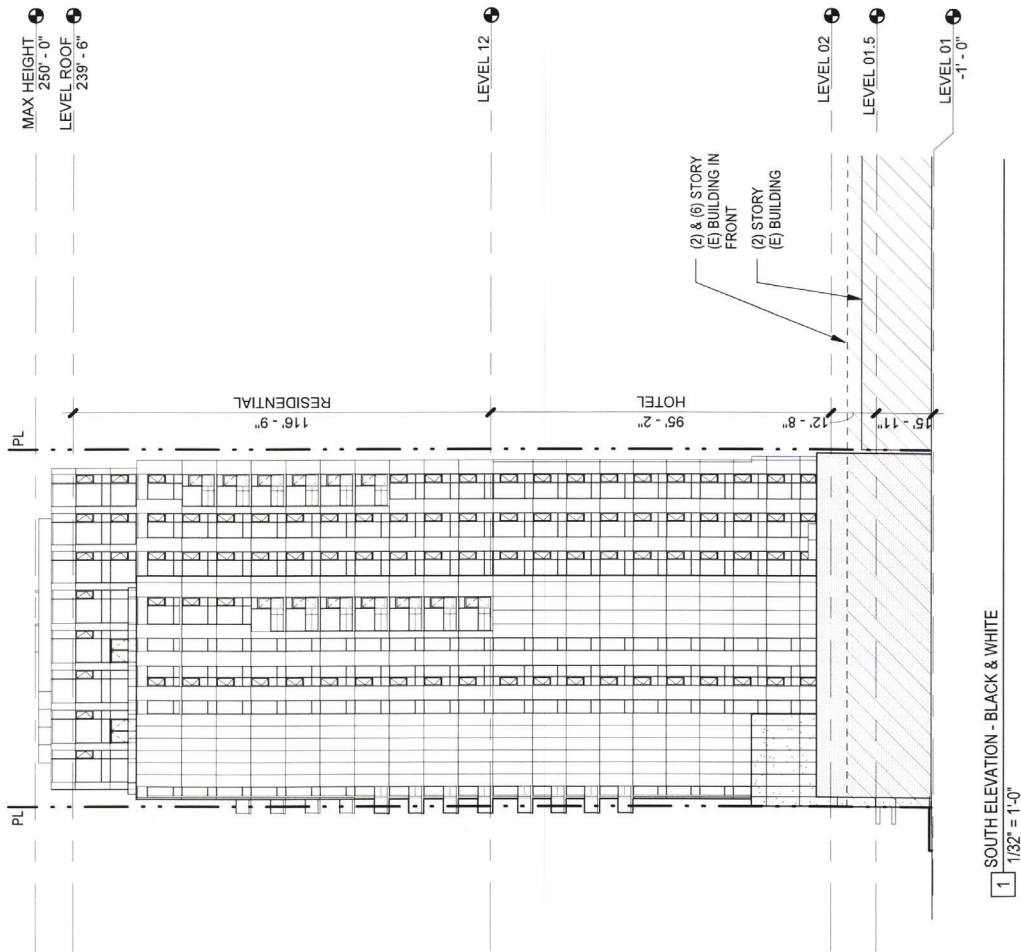 MAX HEIGHT
250' - 0"
LEVEL ROOF
239' - 6"
LEVEL 12
LEVEL 02
LEVEL 01.5
LEVEL 01
-1' - 0"
PL
PL
RESIDENTIAL
116' - 9"
HOTEL
95' - 2"
12' - 8"
15' - 11"
(2) & (6) STORY
(E) BUILDING IN
FRONT
(2) STORY
(E) BUILDING
1
SOUTH ELEVATION - BLACK & WHITE
1/32" = 1'-0"